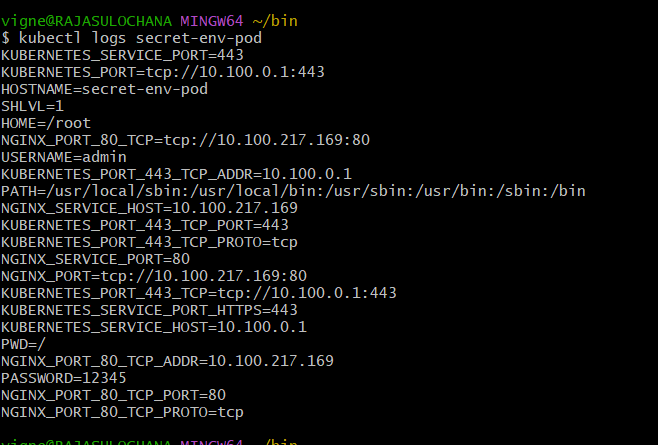 vigne@RAJASULOCHANA MINGW64 ~/bin
$ kubectl logs secret-env-pod
KUBERNETES_SERVICE_PORT=443
KUBERNETES_PORT=tcp://10.100.0.1:443
HOSTNAME=secret-env-pod
SHLVL=1
HOME=/root
NGINX_PORT_80_TCP=tcp://10.100.217.169:80
USERNAME=admin
KUBERNETES_PORT_443_TCP_ADDR=10.100.0.1
PATH=/usr/local/sbin:/usr/local/bin:/usr/sbin:/usr/bin:/sbin:/bin
NGINX_SERVICE_HOST=10.100.217.169
KUBERNETES_PORT_443_TCP_PORT=443
KUBERNETES_PORT_443_TCP_PROTO=tcp
NGINX_SERVICE_PORT=80
NGINX_PORT=tcp://10.100.217.169:80
KUBERNETES_PORT_443_TCP=tcp://10.100.0.1:443
KUBERNETES_SERVICE_PORT_HTTPS=443
KUBERNETES_SERVICE_HOST=10.100.0.1
PWD=/
NGINX_PORT_80_TCP_ADDR=10.100.217.169
PASSWORD=12345
NGINX_PORT_80_TCP_PORT=80
NGINX_PORT_80_TCP_PROTO=tcp
vigne@RAJASULOCHANA MINGW64 ~/bin